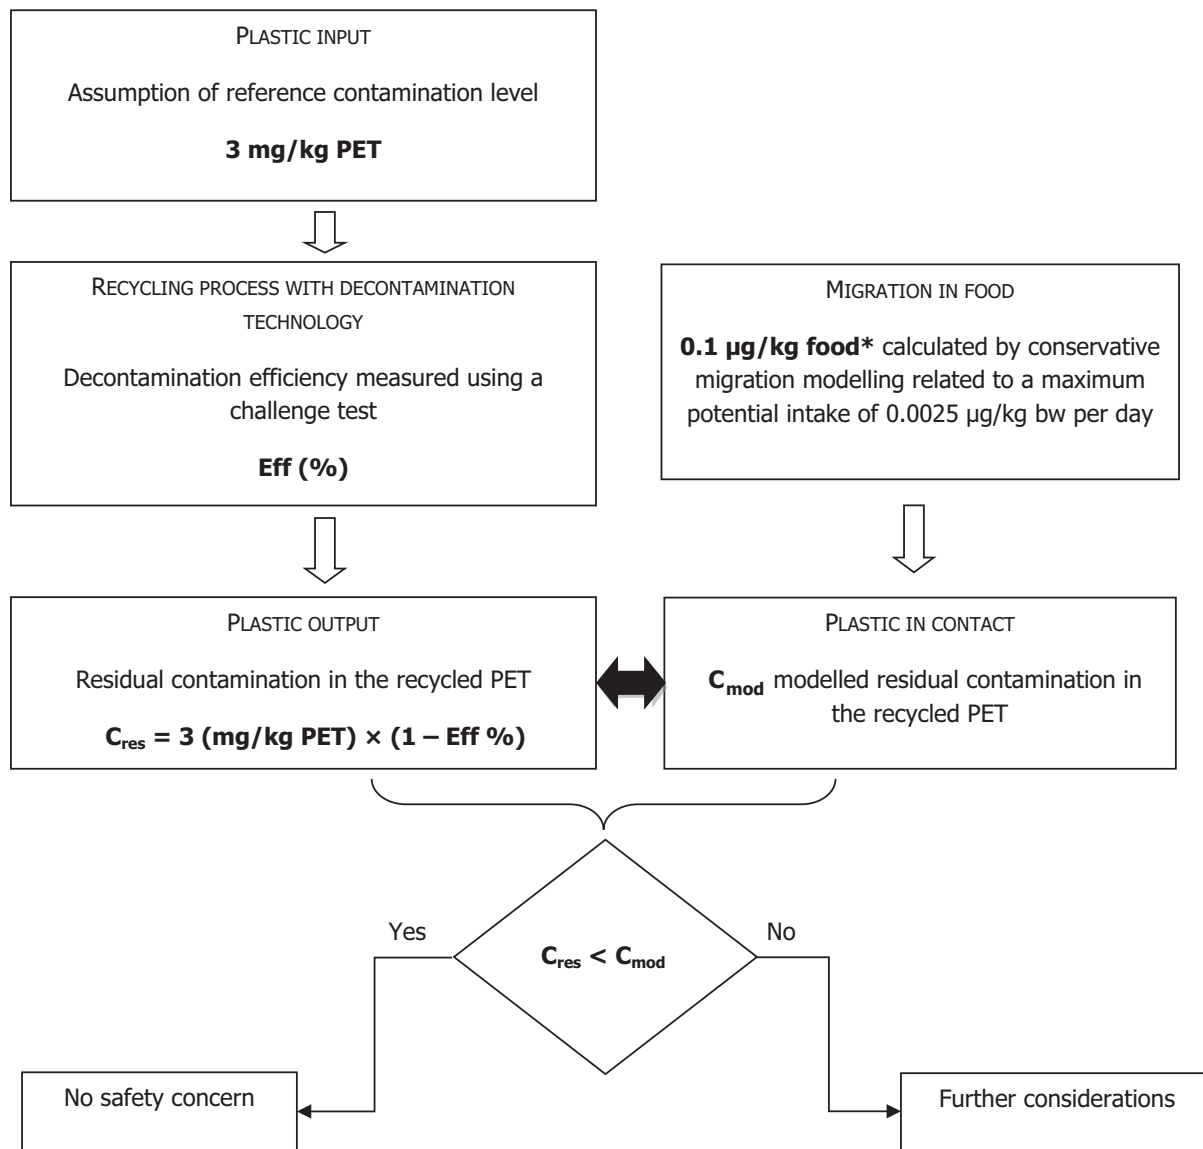 PLASTIC INPUT
Assumption of reference contamination level
3 mg/kg PET
RECYCLING PROCESS WITH DECONTAMINATION
TECHNOLOGY
Decontamination efficiency measured using a
challenge test
Eff (%)
MIGRATION IN FOOD
0.1 µg/kg food* calculated by conservative
migration modelling related to a maximum
potential intake of 0.0025 µg/kg bw per day
PLASTIC OUTPUT
Residual contamination in the recycled PET
Cres = 3 (mg/kg PET) × (1 – Eff %)
PLASTIC IN CONTACT
Cmod modelled residual contamination in
the recycled PET
Yes
No
Cres < Cmod
No safety concern
Further considerations